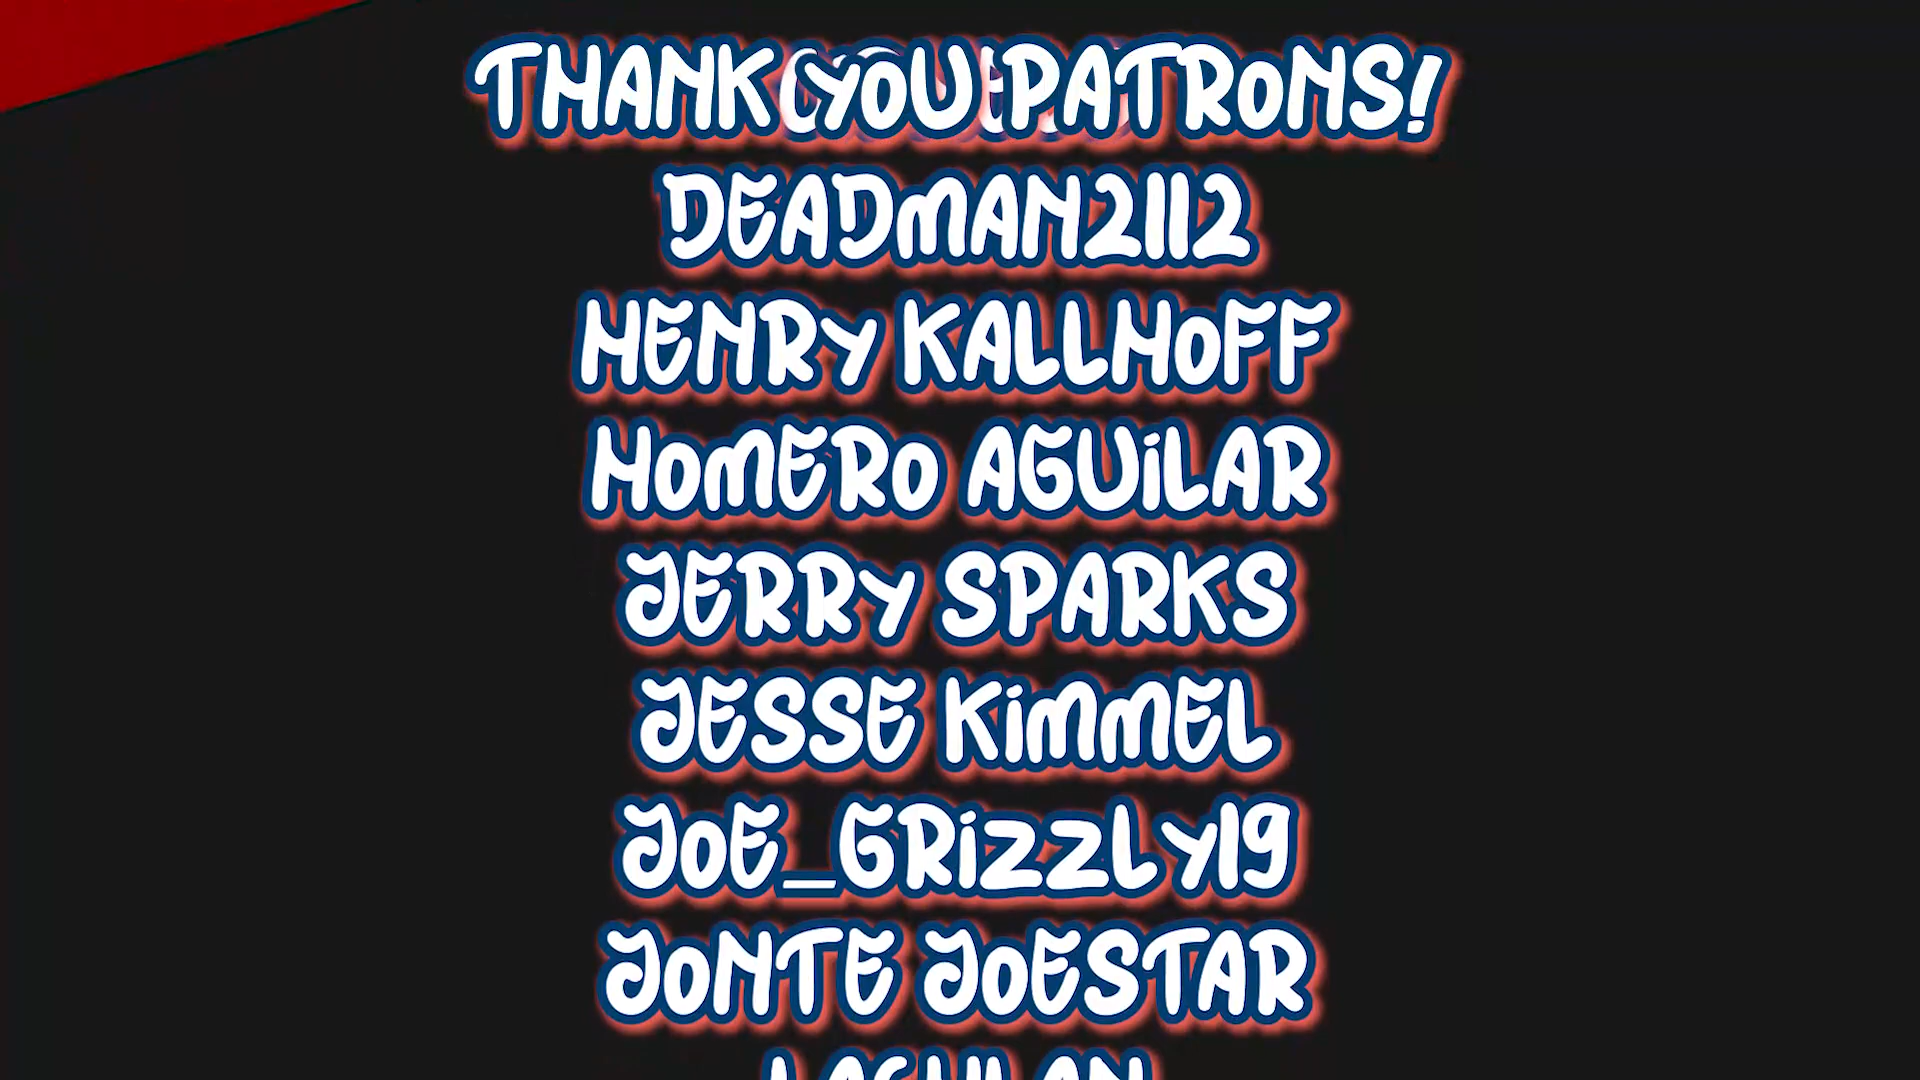 THANK YOU PATRONS!
DEADMAN2112
HENRY KALLHOFF
HOMERO AGUILAR
JERRY SPARKS
JESSE KIMMEL
JOE_GRIZZLY19
JONTE JOESTAR